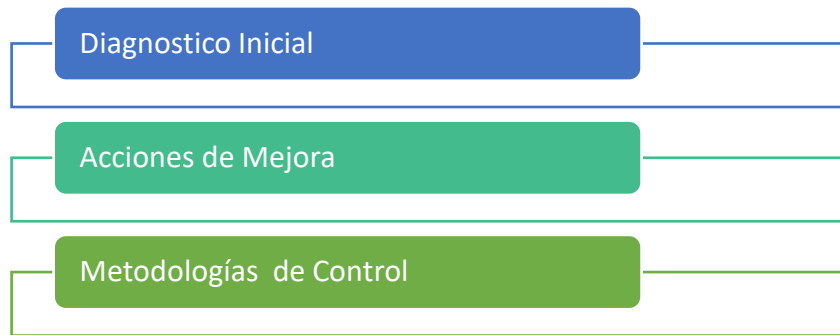 Diagnostico Inicial
Acciones de Mejora
Metodologías de Control